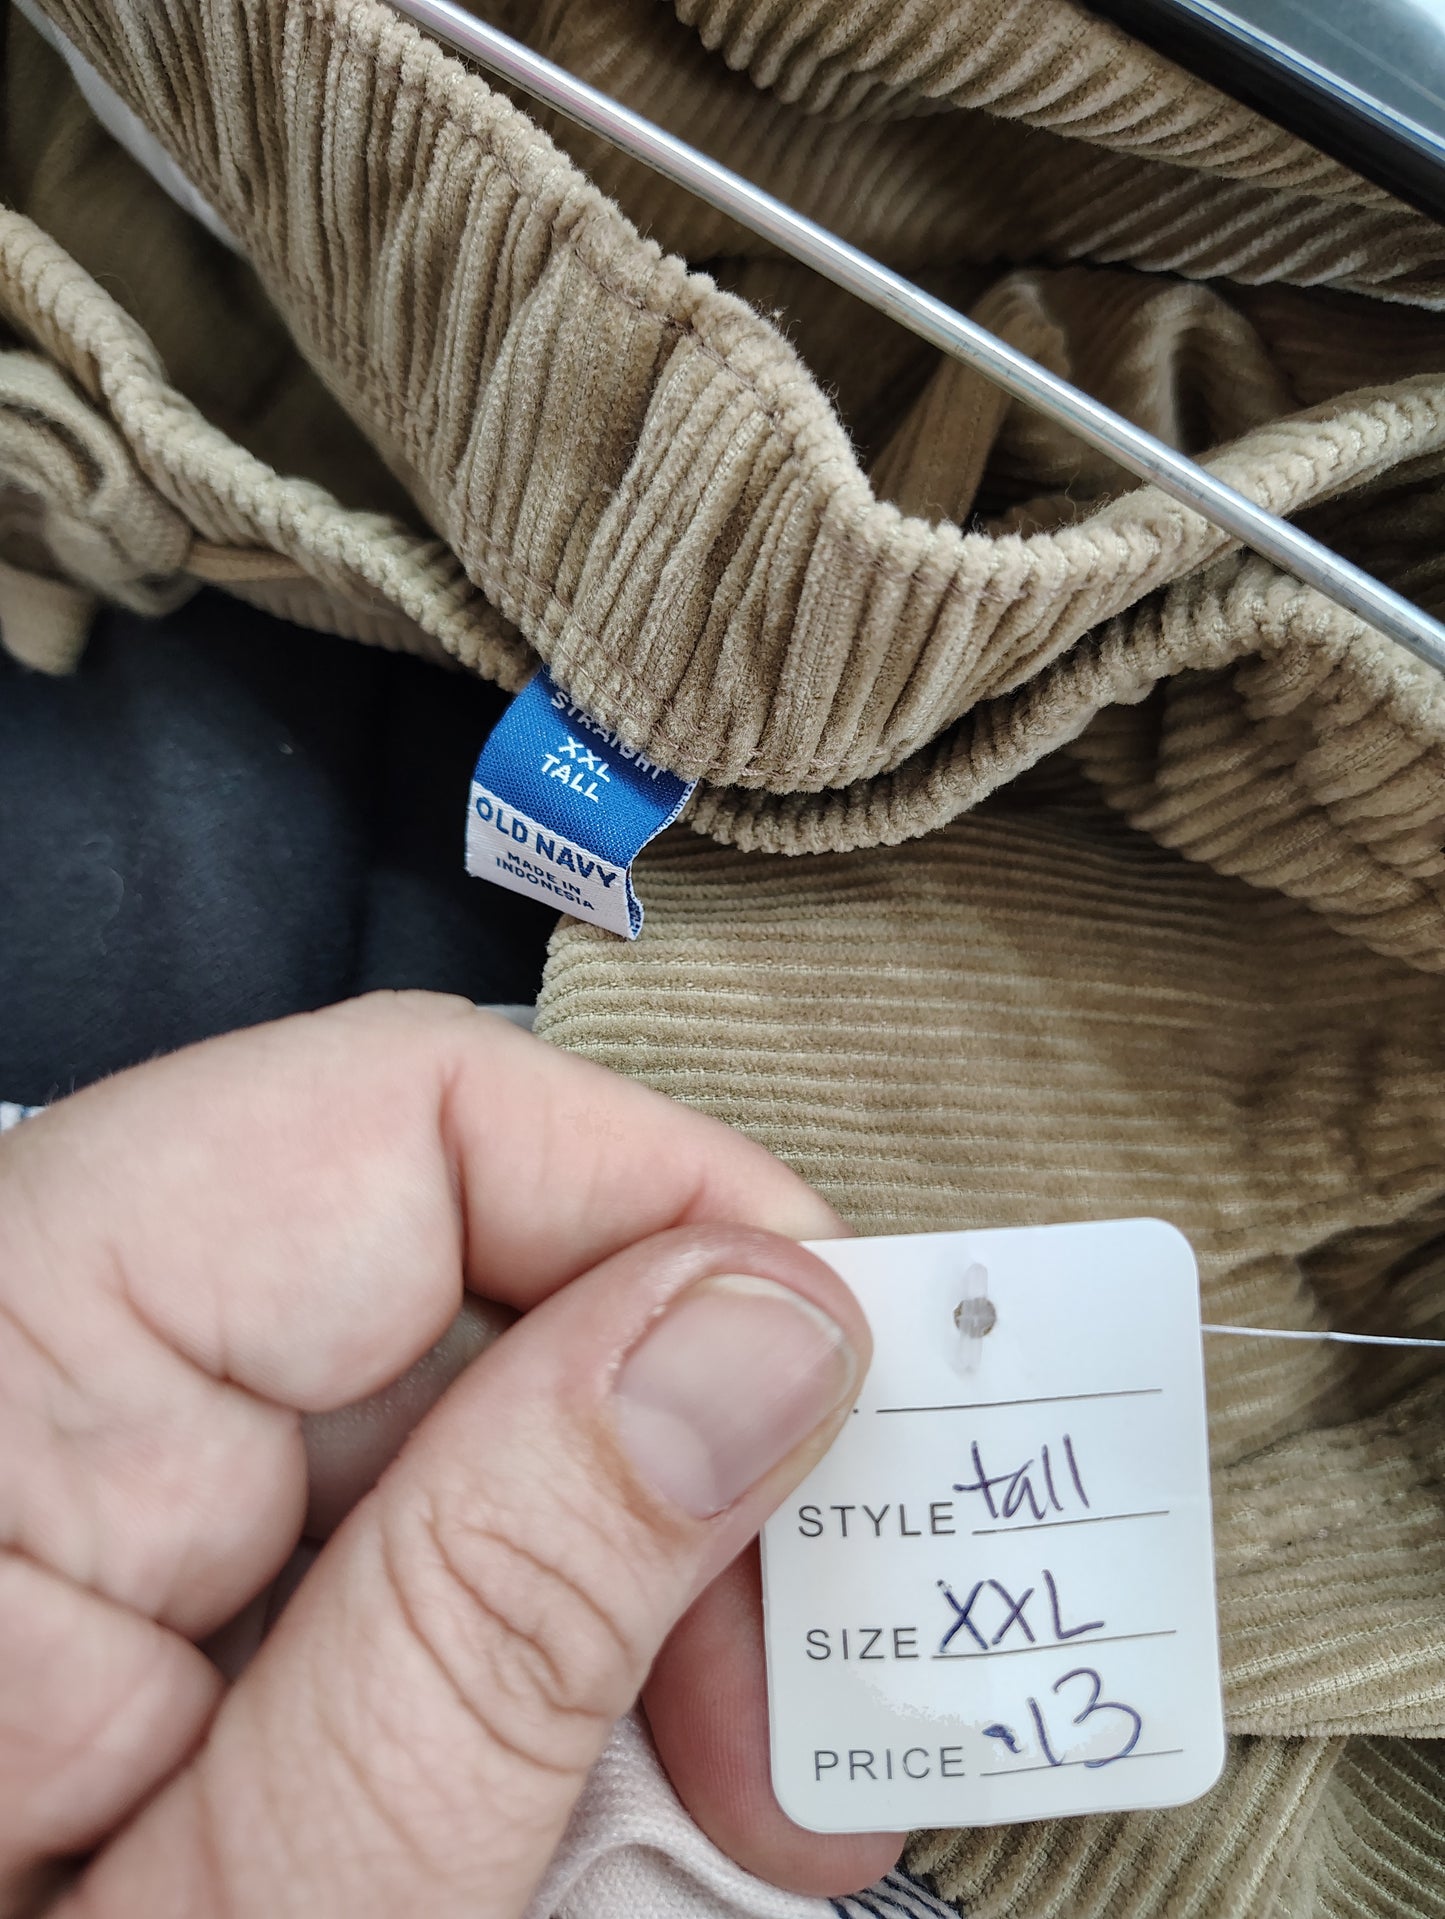 STRAIGHT
XXL
TALL
OLD NAVY
MADE IN
INDONESIA
STYLE tall
SIZE XXL
PRICE 13